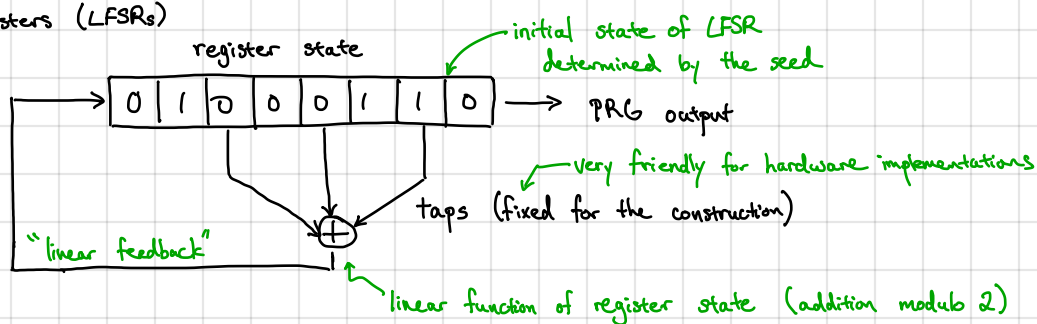 sters (LFSRs)
register state
initial state of LFSR
determined by the seed
0 1 0 0 0 1 1 0
PRG output
very friendly for hardware implementations
taps (fixed for the construction)
"linear feedback"
+
linear function of register state (addition modulo 2)